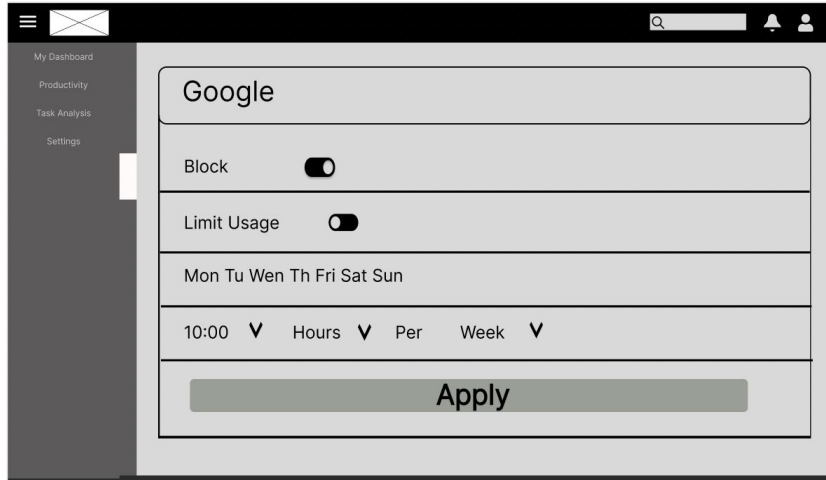 My Dashboard
Productivity
Task Analysis
Settings
Google
Block
Limit Usage
Mon Tu Wen Th Fri Sat Sun
10:00 Hours Per Week
Apply